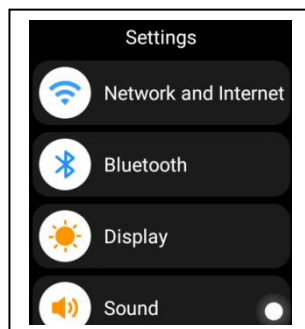 Settings
Network and Internet
Bluetooth
Display
Sound